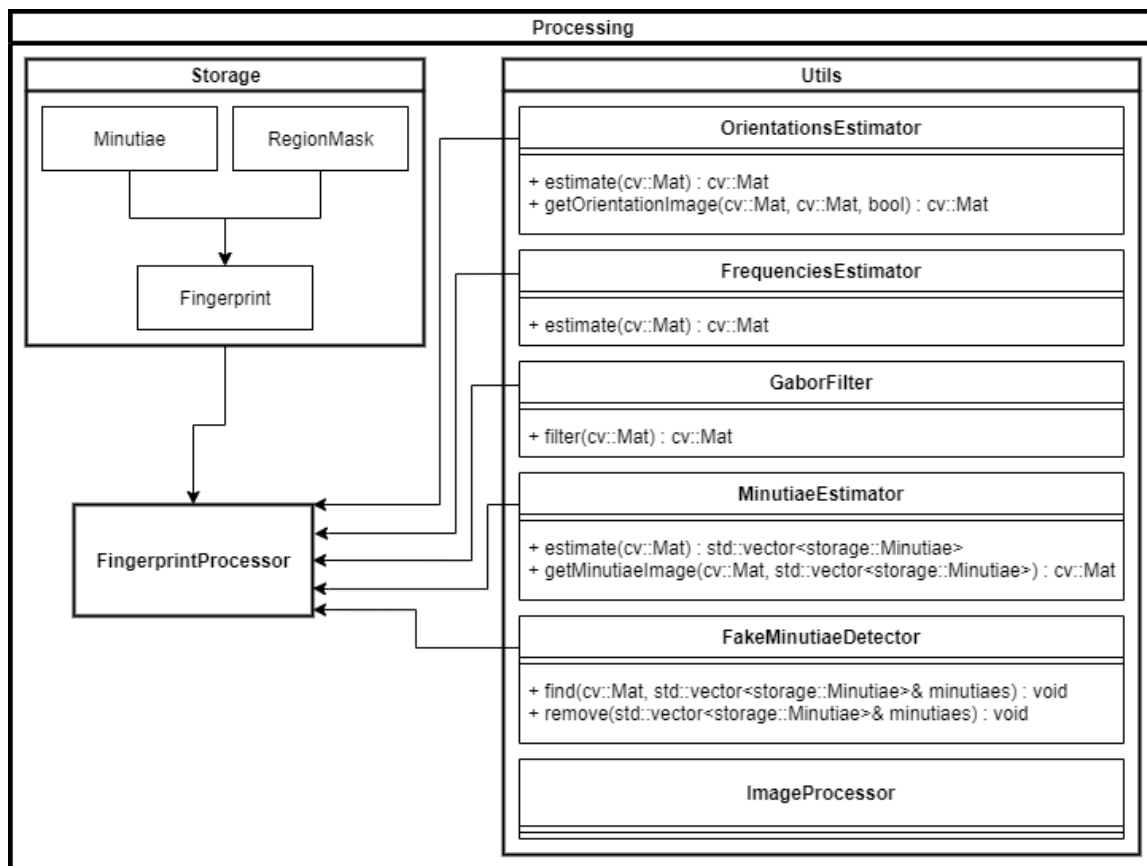 Processing
Storage
Minutiae
RegionMask
Fingerprint
FingerprintProcessor
Utils
OrientationsEstimator
+ estimate(cv::Mat) : cv::Mat
+ getOrientationImage(cv::Mat, cv::Mat, bool) : cv::Mat
FrequenciesEstimator
+ estimate(cv::Mat) : cv::Mat
GaborFilter
+ filter(cv::Mat) : cv::Mat
MinutiaeEstimator
+ estimate(cv::Mat) : std::vector<storage::Minutiae>
+ getMinutiaeImage(cv::Mat, std::vector<storage::Minutiae>) : cv::Mat
FakeMinutiaeDetector
+ find(cv::Mat, std::vector<storage::Minutiae>& minutiaes) : void
+ remove(std::vector<storage::Minutiae>& minutiaes) : void
ImageProcessor